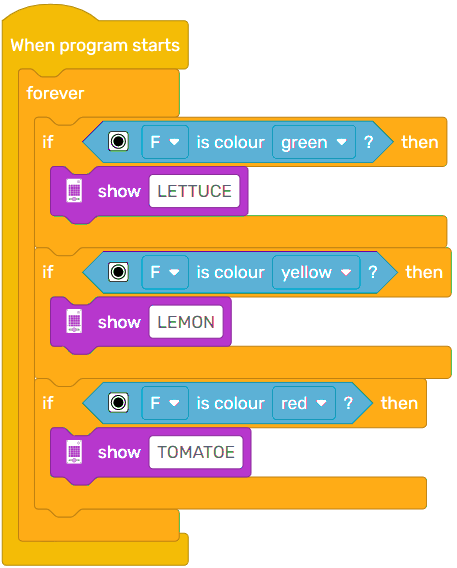 When program starts
forever
if F is colour green ? then
show LETTUCE
if F is colour yellow ? then
show LEMON
if F is colour red ? then
show TOMATOE